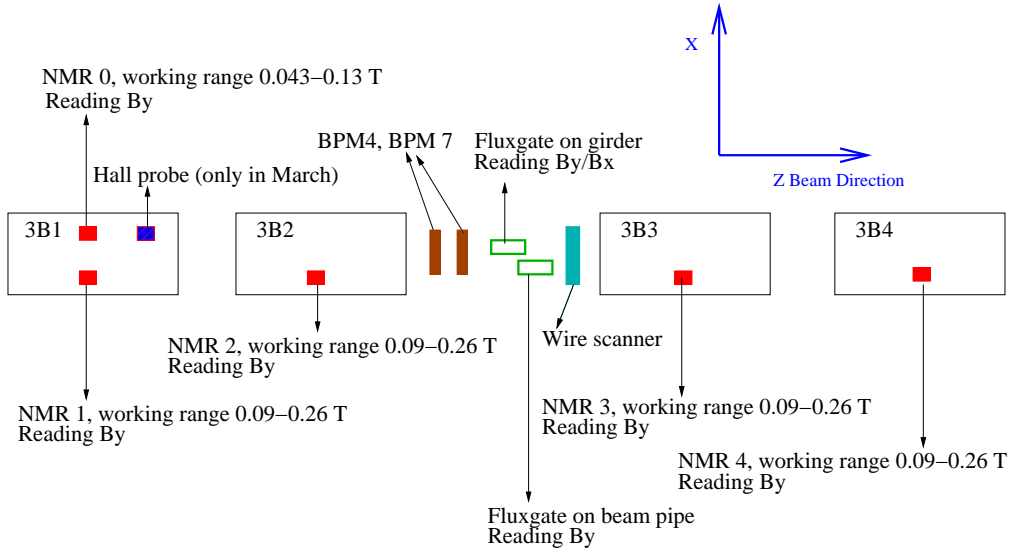 X
NMR 0, working range 0.043–0.13 T
Reading By
BPM4, BPM 7
Fluxgate on girder
Reading By/Bx
Hall probe (only in March)
Z Beam Direction
3B1
3B2
3B3
3B4
Wire scanner
NMR 2, working range 0.09–0.26 T
Reading By
NMR 1, working range 0.09–0.26 T
Reading By
NMR 3, working range 0.09–0.26 T
Reading By
NMR 4, working range 0.09–0.26 T
Reading By
Fluxgate on beam pipe
Reading By